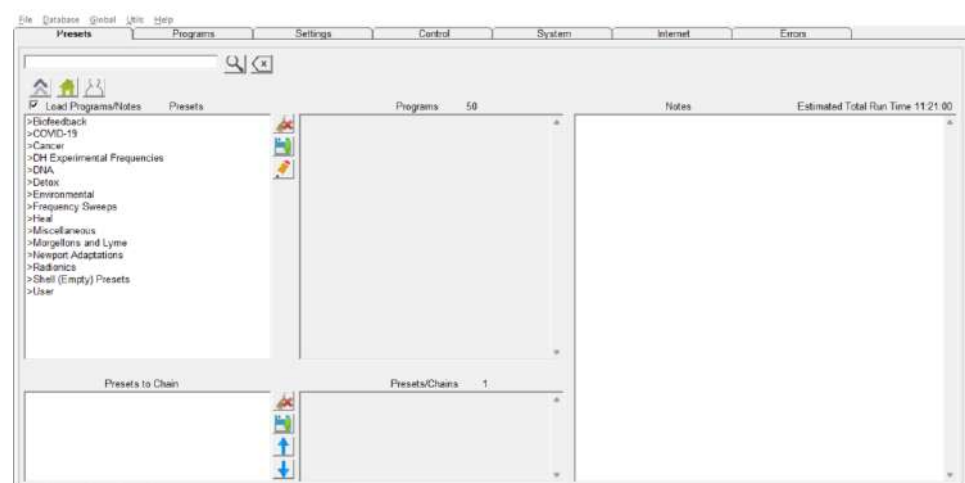 File Database Global Utils Help
Presets Programs Settings Control System Internet Errors
Load Programs/Notes Presets Programs 50 Notes Estimated Total Run Time 11:21:00
>Biofeedback
>COVID-19
>Cancer
>DH Experimental Frequencies
>DNA
>Detox
>Environmental
>Frequency Sweeps
>Heal
>Miscellaneous
>Morgellons and Lyme
>Newport Adaptations
>Radionics
>Shell (Empty) Presets
>User
Presets to Chain Presets/Chains 1